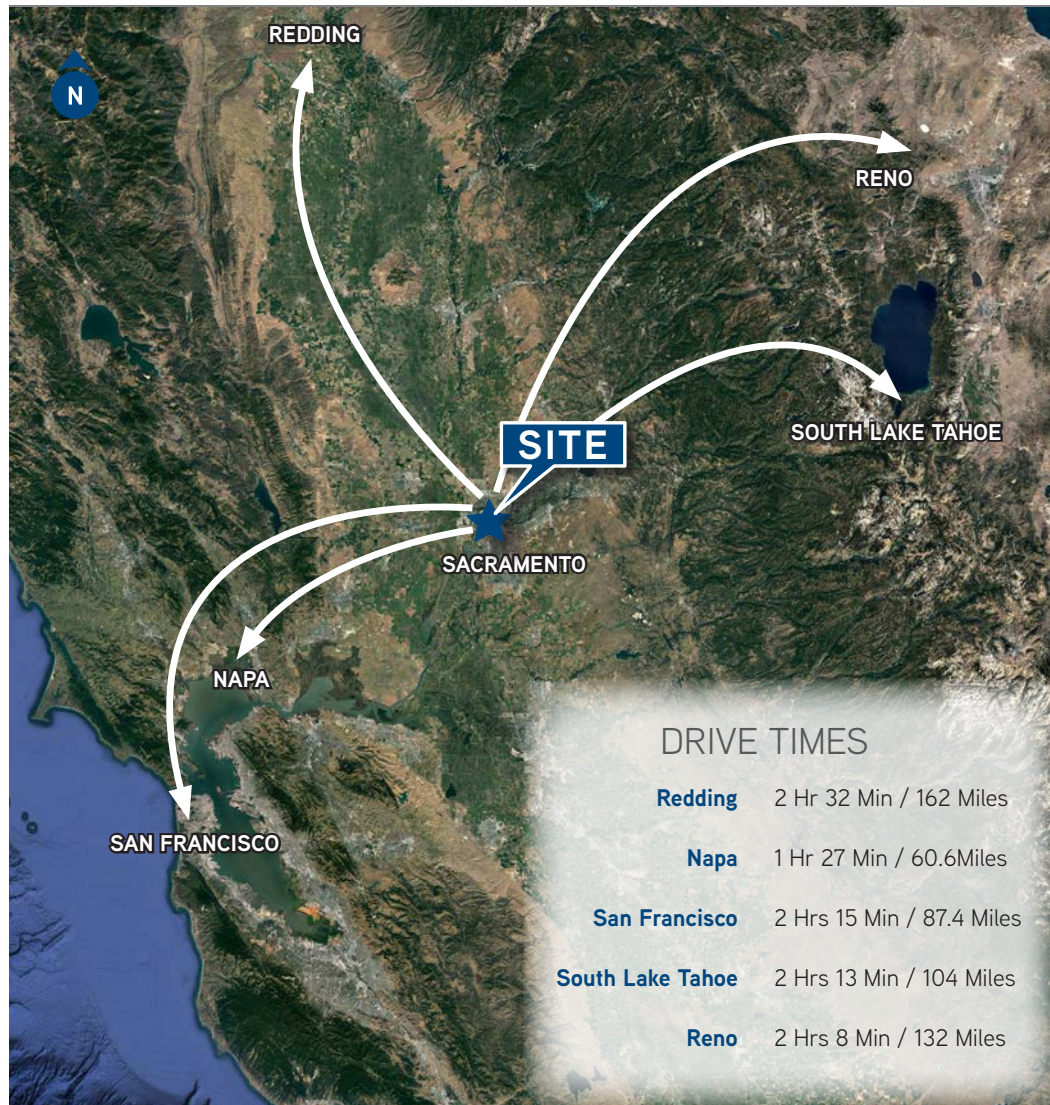 REDDING
N
RENO
SOUTH LAKE TAHOE
SITE
SACRAMENTO
NAPA
SAN FRANCISCO
DRIVE TIMES
Redding 2 Hr 32 Min / 162 Miles
Napa 1 Hr 27 Min / 60.6Miles
San Francisco 2 Hrs 15 Min / 87.4 Miles
South Lake Tahoe 2 Hrs 13 Min / 104 Miles
Reno 2 Hrs 8 Min / 132 Miles